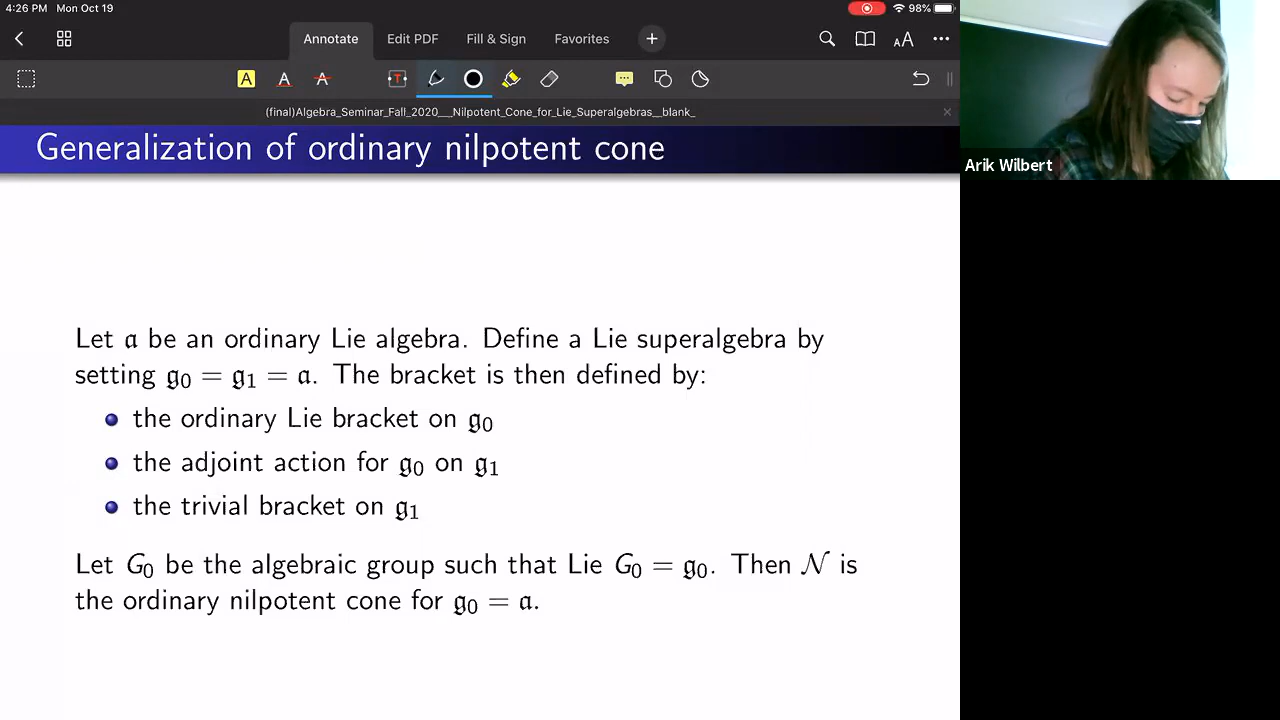 4:26 PM Mon Oct 19
98%
Annotate Edit PDF Fill & Sign Favorites
A A A T AA
(final)Algebra_Seminar_Fall_2020___Nilpotent_Cone_for_Lie_Superalgebras__blank_
Generalization of ordinary nilpotent cone
Let 𝔞 be an ordinary Lie algebra. Define a Lie superalgebra by
setting 𝔤₀ = 𝔤₁ = 𝔞. The bracket is then defined by:
the ordinary Lie bracket on 𝔤₀
the adjoint action for 𝔤₀ on 𝔤₁
the trivial bracket on 𝔤₁
Let G₀ be the algebraic group such that Lie G₀ = 𝔤₀. Then 𝒩 is
the ordinary nilpotent cone for 𝔤₀ = 𝔞.
Arik Wilbert